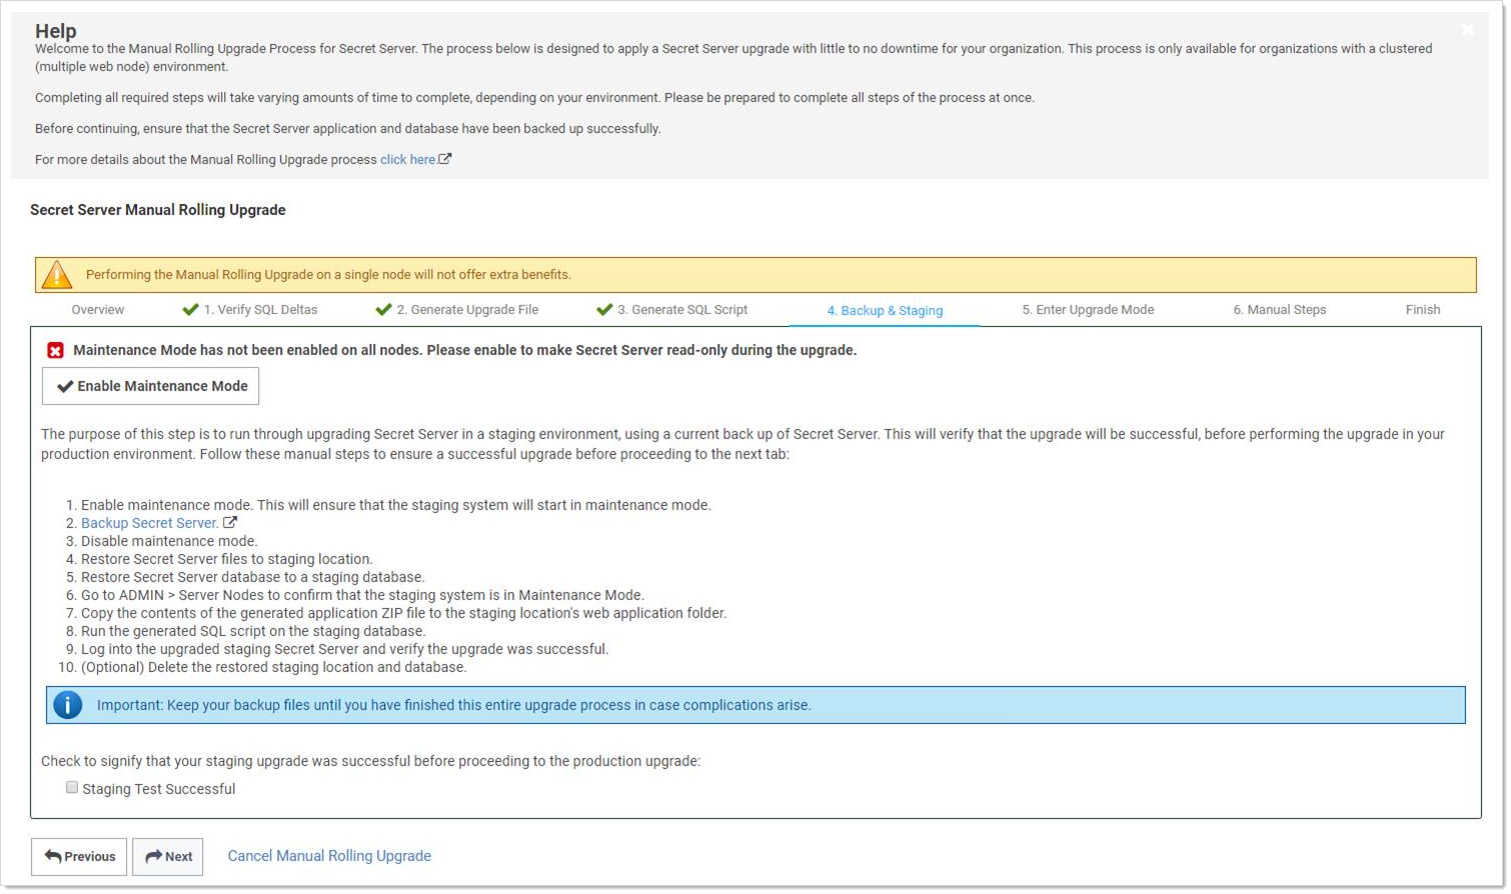 Help
Welcome to the Manual Rolling Upgrade Process for Secret Server. The process below is designed to apply a Secret Server upgrade with little to no downtime for your organization. This process is only available for organizations with a clustered
(multiple web node) environment.
Completing all required steps will take varying amounts of time to complete, depending on your environment. Please be prepared to complete all steps of the process at once.
Before continuing, ensure that the Secret Server application and database have been backed up successfully.
For more details about the Manual Rolling Upgrade process click here.
Secret Server Manual Rolling Upgrade
Performing the Manual Rolling Upgrade on a single node will not offer extra benefits.
Overview 1. Verify SQL Deltas 2. Generate Upgrade File 3. Generate SQL Script 4. Backup & Staging 5. Enter Upgrade Mode 6. Manual Steps Finish
Maintenance Mode has not been enabled on all nodes. Please enable to make Secret Server read-only during the upgrade.
Enable Maintenance Mode
The purpose of this step is to run through upgrading Secret Server in a staging environment, using a current back up of Secret Server. This will verify that the upgrade will be successful, before performing the upgrade in your
production environment. Follow these manual steps to ensure a successful upgrade before proceeding to the next tab:
1. Enable maintenance mode. This will ensure that the staging system will start in maintenance mode.
2. Backup Secret Server.
3. Disable maintenance mode.
4. Restore Secret Server files to staging location.
5. Restore Secret Server database to a staging database.
6. Go to ADMIN > Server Nodes to confirm that the staging system is in Maintenance Mode.
7. Copy the contents of the generated application ZIP file to the staging location's web application folder.
8. Run the generated SQL script on the staging database.
9. Log into the upgraded staging Secret Server and verify the upgrade was successful.
10. (Optional) Delete the restored staging location and database.
Important: Keep your backup files until you have finished this entire upgrade process in case complications arise.
Check to signify that your staging upgrade was successful before proceeding to the production upgrade:
Staging Test Successful
Previous Next Cancel Manual Rolling Upgrade